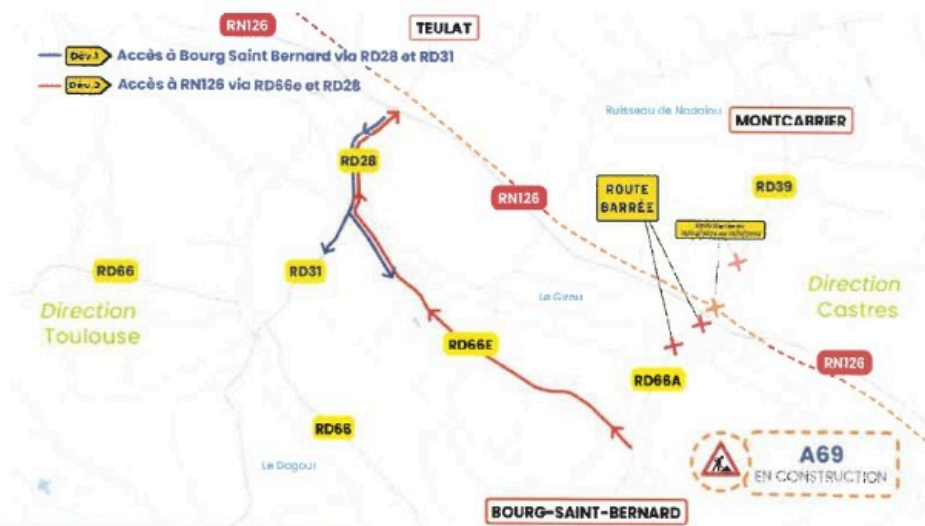 RN126
TEULAT
Dév.1 Accès à Bourg Saint Bernard via RD28 et RD31
Dév.2 Accès à RN126 via RD66e et RD28
Ruisseau de Nadalou
MONTCABRIER
RD28
RD39
ROUTE
BARRÉE
RN126
RD66
RD31
Direction
Toulouse
Le Girou
Direction
Castres
RD66E
RN126
RD66A
RD66
A69
EN CONSTRUCTION
Le Dagour
BOURG-SAINT-BERNARD